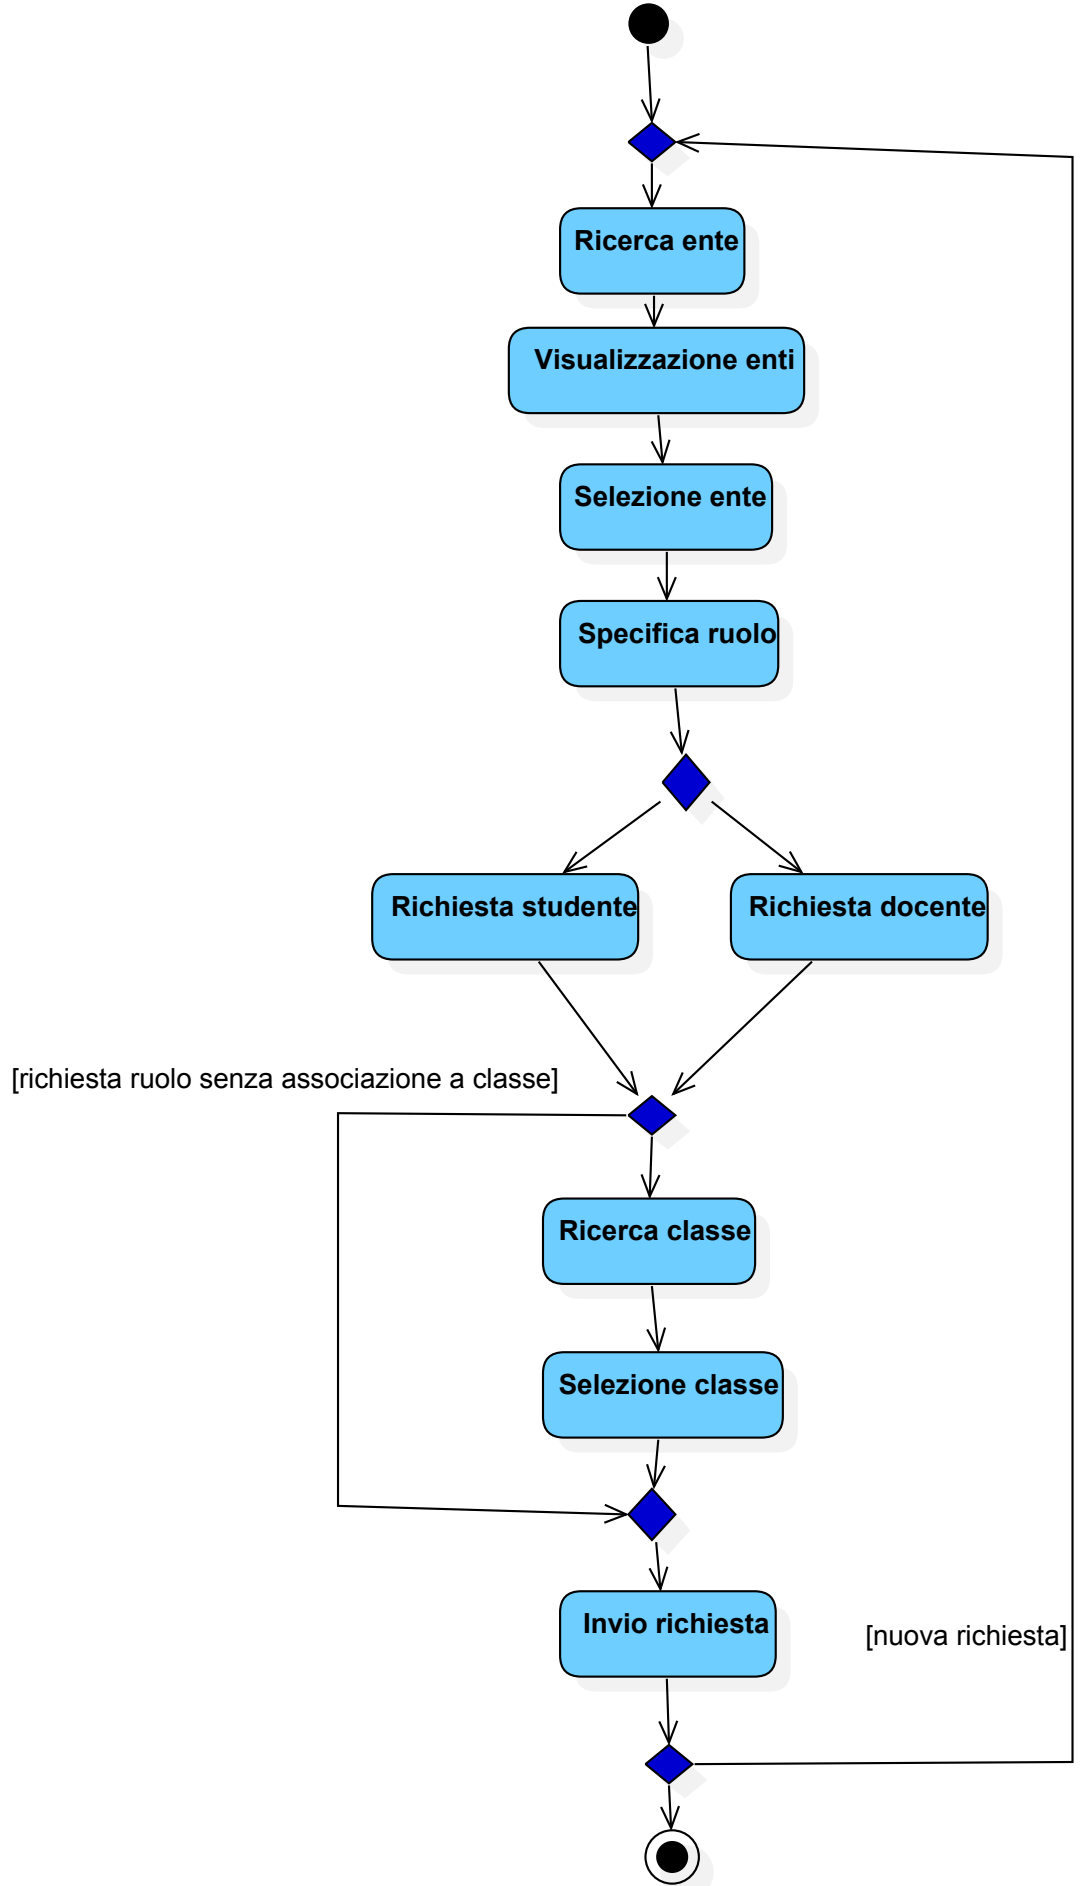 Ricerca ente
Visualizzazione enti
Selezione ente
Specifica ruolo
Richiesta studente
Richiesta docente
[richiesta ruolo senza associazione a classe]
Ricerca classe
Selezione classe
Invio richiesta
[nuova richiesta]